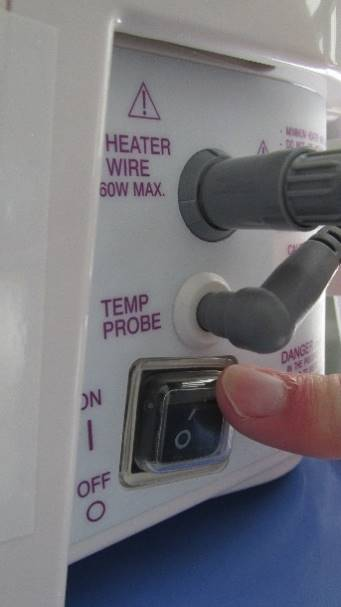 HEATER
WIRE
60W MAX.
TEMP
PROBE
ON
OFF
DANGER